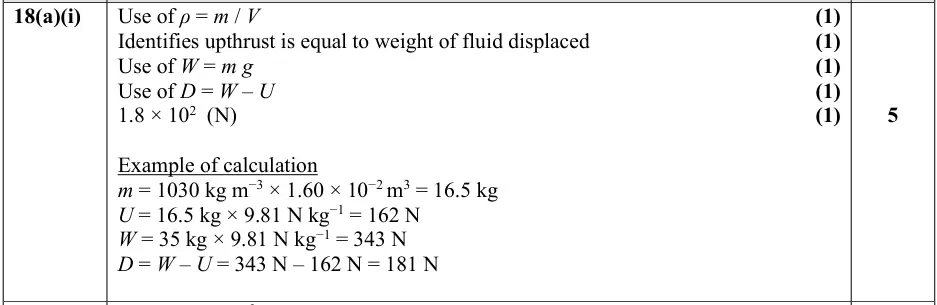 18(a)(i) Use of ρ = m / V (1)
Identifies upthrust is equal to weight of fluid displaced (1)
Use of W = m g (1)
Use of D = W – U (1)
1.8 × 10² (N) (1) 5
Example of calculation
m = 1030 kg m⁻³ × 1.60 × 10⁻² m³ = 16.5 kg
U = 16.5 kg × 9.81 N kg⁻¹ = 162 N
W = 35 kg × 9.81 N kg⁻¹ = 343 N
D = W – U = 343 N – 162 N = 181 N